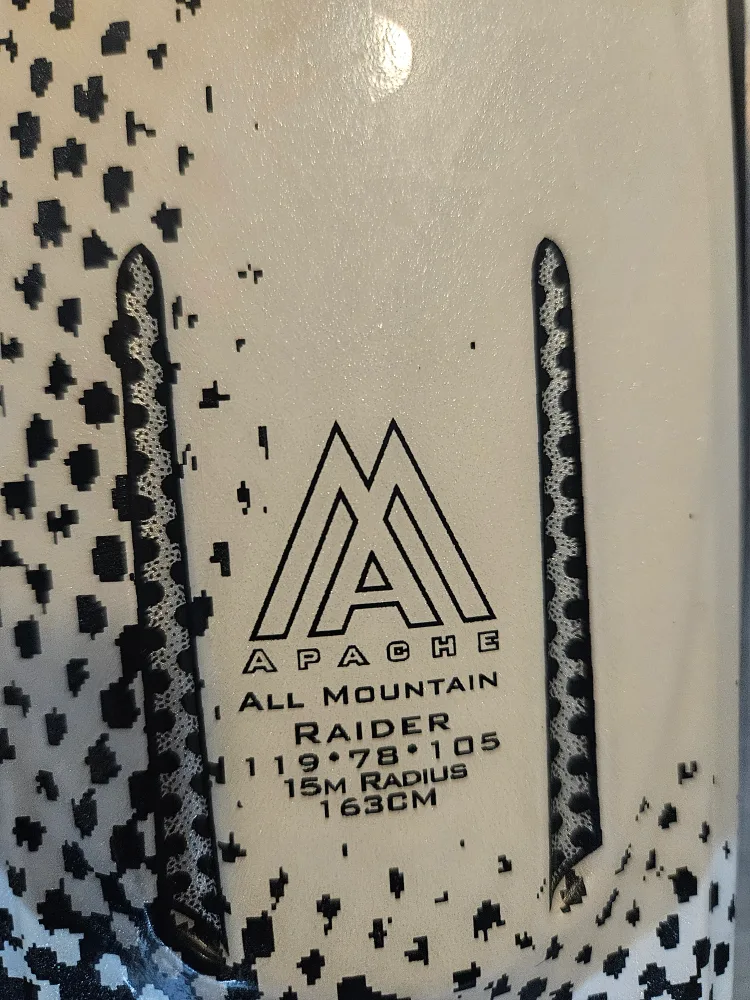 APACHE
ALL MOUNTAIN
RAIDER
119•78•105
15M RADIUS
163CM